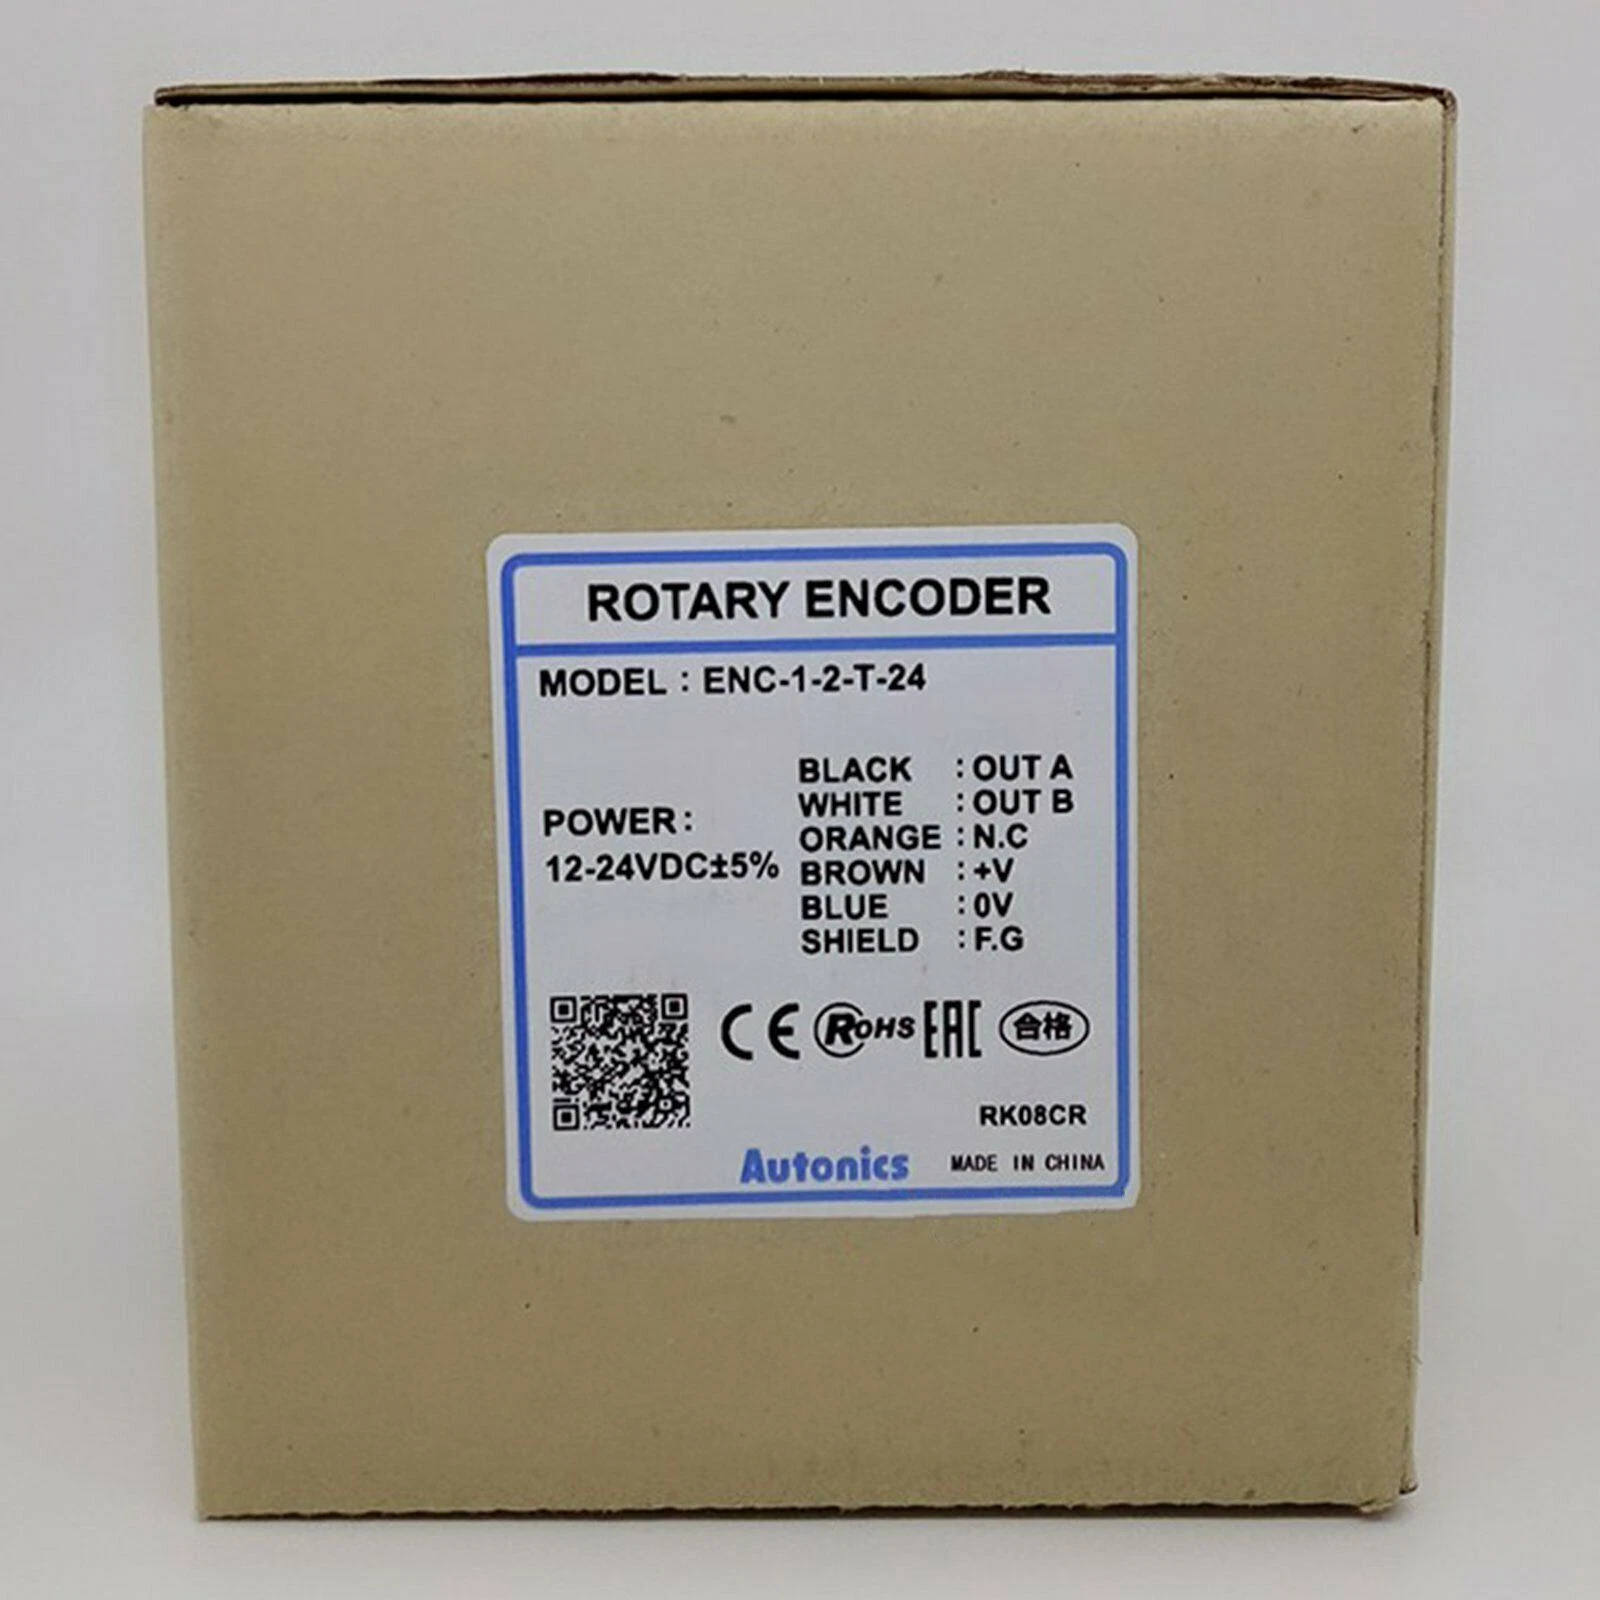 ROTARY ENCODER
MODEL : ENC-1-2-T-24
POWER :
12-24VDC±5%
BLACK : OUT A
WHITE : OUT B
ORANGE : N.C
BROWN : +V
BLUE : 0V
SHIELD : F.G
CE RoHS EAC 合格
RK08CR
Autonics MADE IN CHINA